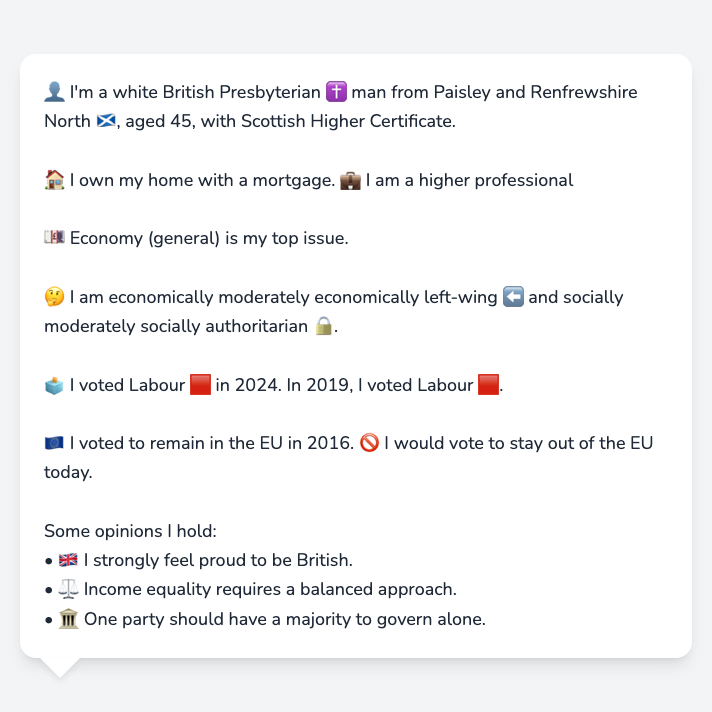 👤 I'm a white British Presbyterian ✝️ man from Paisley and Renfrewshire
North 🏴󠁧󠁢󠁳󠁣󠁴󠁿, aged 45, with Scottish Higher Certificate.
🏠 I own my home with a mortgage. 💼 I am a higher professional
💷 Economy (general) is my top issue.
🤔 I am economically moderately economically left-wing ⬅️ and socially
moderately socially authoritarian 🔒.
🗳️ I voted Labour 🟥 in 2024. In 2019, I voted Labour 🟥.
🇪🇺 I voted to remain in the EU in 2016. 🚫 I would vote to stay out of the EU
today.
Some opinions I hold:
• 🇬🇧 I strongly feel proud to be British.
• ⚖️ Income equality requires a balanced approach.
• 🏛️ One party should have a majority to govern alone.